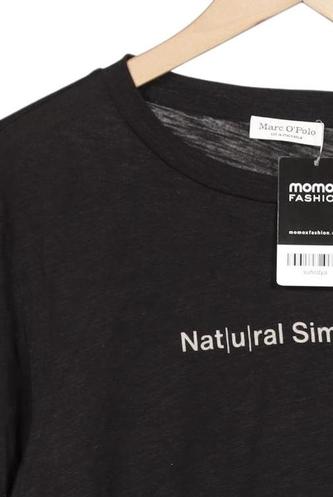 Marc O'Polo
momox
FASHION
momoxfashion.com
Nat|u|ral Sim